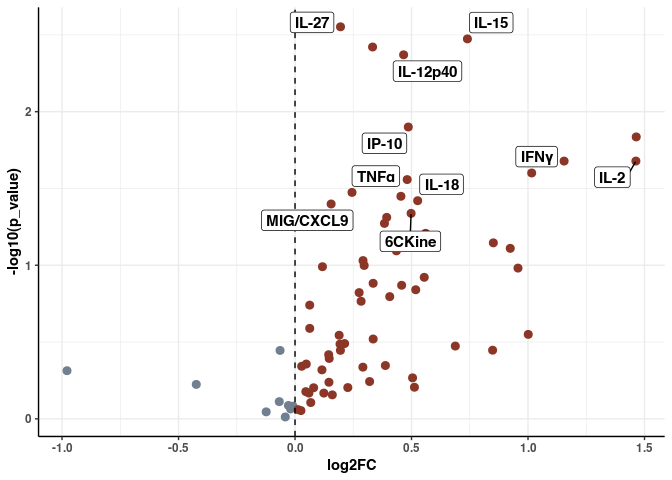 IL-27
IL-15
IL-12p40
IP-10
IFNγ
TNFα
IL-18
IL-2
MIG/CXCL9
6CKine
2
1
0
-log10(p_value)
-1.0
-0.5
0.0
0.5
1.0
1.5
log2FC